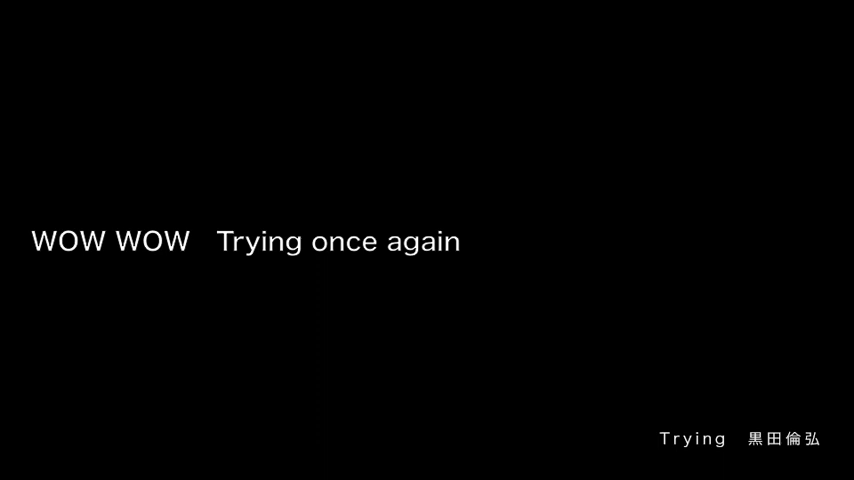 WOW WOW　Trying once again
Trying　黒田倫弘